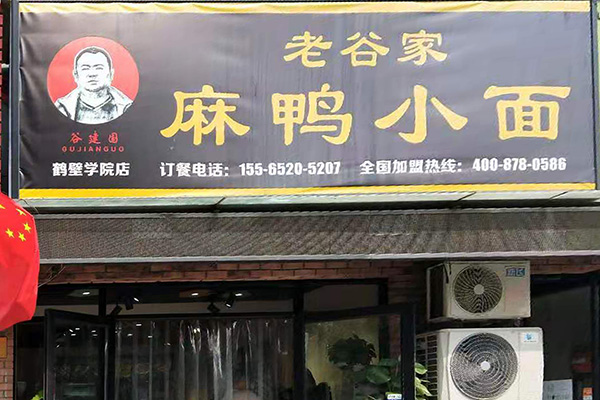 老谷家
麻鸭小面
谷建国
GUJIANGUO
鹤壁学院店
订餐电话：155-6520-5207
全国加盟热线：400-878-0586